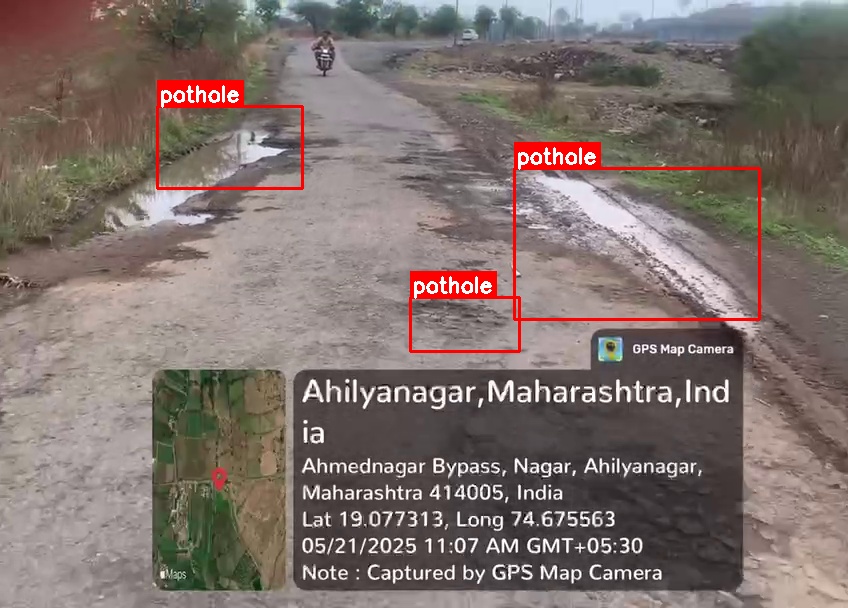 pothole
pothole
pothole
GPS Map Camera
Ahilyanagar,Maharashtra,Ind
ia
Ahmednagar Bypass, Nagar, Ahilyanagar,
Maharashtra 414005, India
Lat 19.077313, Long 74.675563
05/21/2025 11:07 AM GMT+05:30
Note : Captured by GPS Map Camera
Maps